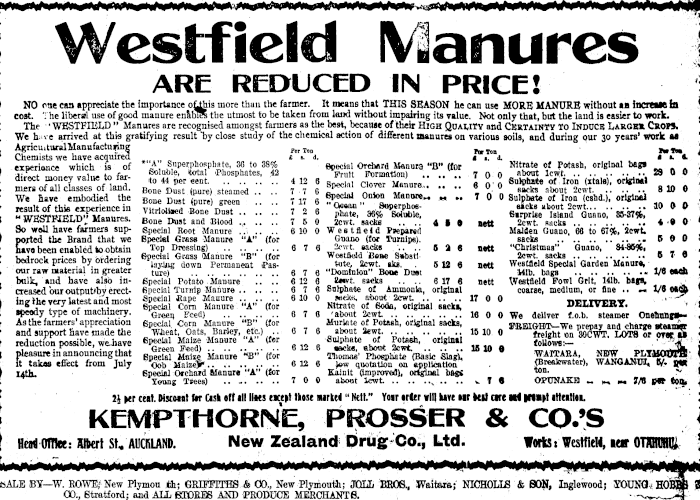 Westfield Manures
ARE REDUCED IN PRICE!
NO one can appreciate the importance of this more than the farmer. It means that THIS SEASON he can use MORE MANURE without an increase in
cost. The liberal use of good manure enables the utmost to be taken from land without impairing its value. Not only that, but the land is easier to work.
The "WESTFIELD" Manures are recognised amongst farmers as the best, because of their HIGH QUALITY and CERTAINTY TO INDUCE LARGER CROPS.
We have arrived at this gratifying result by close study of the chemical action of different manures on various soils, and during our 30 years' work as
Agricultural Manufacturing
Chemists we have acquired
experience which is of
direct money value to far-
mers of all classes of land.
We have embodied the
result of this experience in
"WESTFIELD" Manures.
So well have farmers sup-
ported the Brand that we
have been enabled to obtain
bedrock prices by ordering
our raw material in greater
bulk, and have also in-
creased our output by erect-
ing the very latest and most
speedy type of machinery.
As the farmers' appreciation
and support have made the
reduction possible, we have
pleasure in announcing that
it takes effect from July
14th.
Per Ton
£ s. d.
"A" Superphosphate, 36 to 38%
Soluble, total Phosphates, 42
to 44 per cent. .. .. .. 4 12 6
Bone Dust (pure) steamed .. .. 7 7 6
Bone Dust (pure) green .. .. 7 17 6
Vitriolized Bone Dust .. .. 7 2 6
Bone Dust and Blood .. .. 7 5 0
Special Root Manure .. .. 6 10 0
Special Grass Manure "A" (for
Top Dressing) .. .. .. 6 7 6
Special Grass Manure "B" (for
laying down Permanent Pas-
ture) .. .. .. 6 7 6
Special Potato Manure .. .. 6 12 6
Special Turnip Manure .. .. 6 7 6
Special Rape Manure .. .. 6 10 0
Special Corn Manure "A" (for
Green Feed) .. .. .. 6 7 6
Special Corn Manure "B" (for
Wheat, Oats, Barley, etc.) .. 6 7 6
Special Maize Manure "A" (for
Green Feed) .. .. .. 6 12 6
Special Maize Manure "B" (for
Cob Maize) .. .. .. 6 12 6
Special Orchard Manure "A" (for
Young Trees) .. .. .. 7 0 0
Per Ton
£ s. d.
Special Orchard Manure "B" (for
Fruit Formation) .. .. 7 0 0
Special Clover Manure .. .. 6 0 0
Special Onion Manure .. .. 7 0 0
"Ocean" Superphos-
phate, 36% Soluble,
2cwt. sacks 4 5 6 nett
Westfield Prepared
Guano (for Turnips).
2cwt. sacks 5 2 6 nett
Westfield Bone Substi-
tute, 2cwt. sks. 5 12 6 nett
"Dominion" Bone Dust
2cwt. sacks .. 6 17 6 nett
Sulphate of Ammonia, original
sacks, about 2cwt. .. .. 17 0 0
Nitrate of Soda, original sacks,
about 2cwt. .. .. 16 0 0
Muriate of Potash, original sacks,
about 2cwt. .. .. 15 10 0
Sulphate of Potash, original
sacks, about 2cwt. .. .. 15 10 0
Thomas' Phosphate (Basic Slag),
low quotation on application
Kainit (improved), original bags
about 1cwt. .. .. 7 6
Per Ton
£ s. d.
Nitrate of Potash, original bags
about 1cwt. .. .. 29 0 0
Sulphate of Iron (xtals), original
sacks about 2cwt. .. .. 8 10 0
Sulphate of Iron (cshd.), original
sacks about 2cwt. .. .. 10 0 0
Surprise Island Guano, 35-37%,
2cwt. sacks .. .. 4 0 0
Malden Guano, 66 to 67%, 2cwt.
sacks .. .. 5 0 0
"Christmas" Guano, 84-86%,
2cwt. sacks .. .. 5 7 6
Westfield Special Garden Manure,
14lb. bags .. .. 1/6 each
Westfield Fowl Grit, 14lb. bags,
coarse, medium, or fine .. 1/6 each
DELIVERY.
We deliver f.o.b. steamer Onehunga
FREIGHT—We prepay and charge steamer
freight on 30CWT. LOTS or over as
follows:—
WAITARA, NEW PLYMOUTH
(Breakwater), WANGANUI, 5/- per
ton.
OPUNAKE .. .. 7/6 per ton.
2½ per cent. Discount for Cash off all lines except those marked "Nett." Your order will have our best care and prompt attention.
KEMPTHORNE, PROSSER & CO.'S
Head Office: Albert St., AUCKLAND. New Zealand Drug Co., Ltd. Works: Westfield, near OTAHUHU.
SALE BY—W. ROWE, New Plymouth; GRIFFITHS & CO., New Plymouth; JOLL BROS., Waitara; NICHOLLS & SON, Inglewood; YOUNG
CO., Stratford; and ALL STORES AND PRODUCE MERCHANTS.